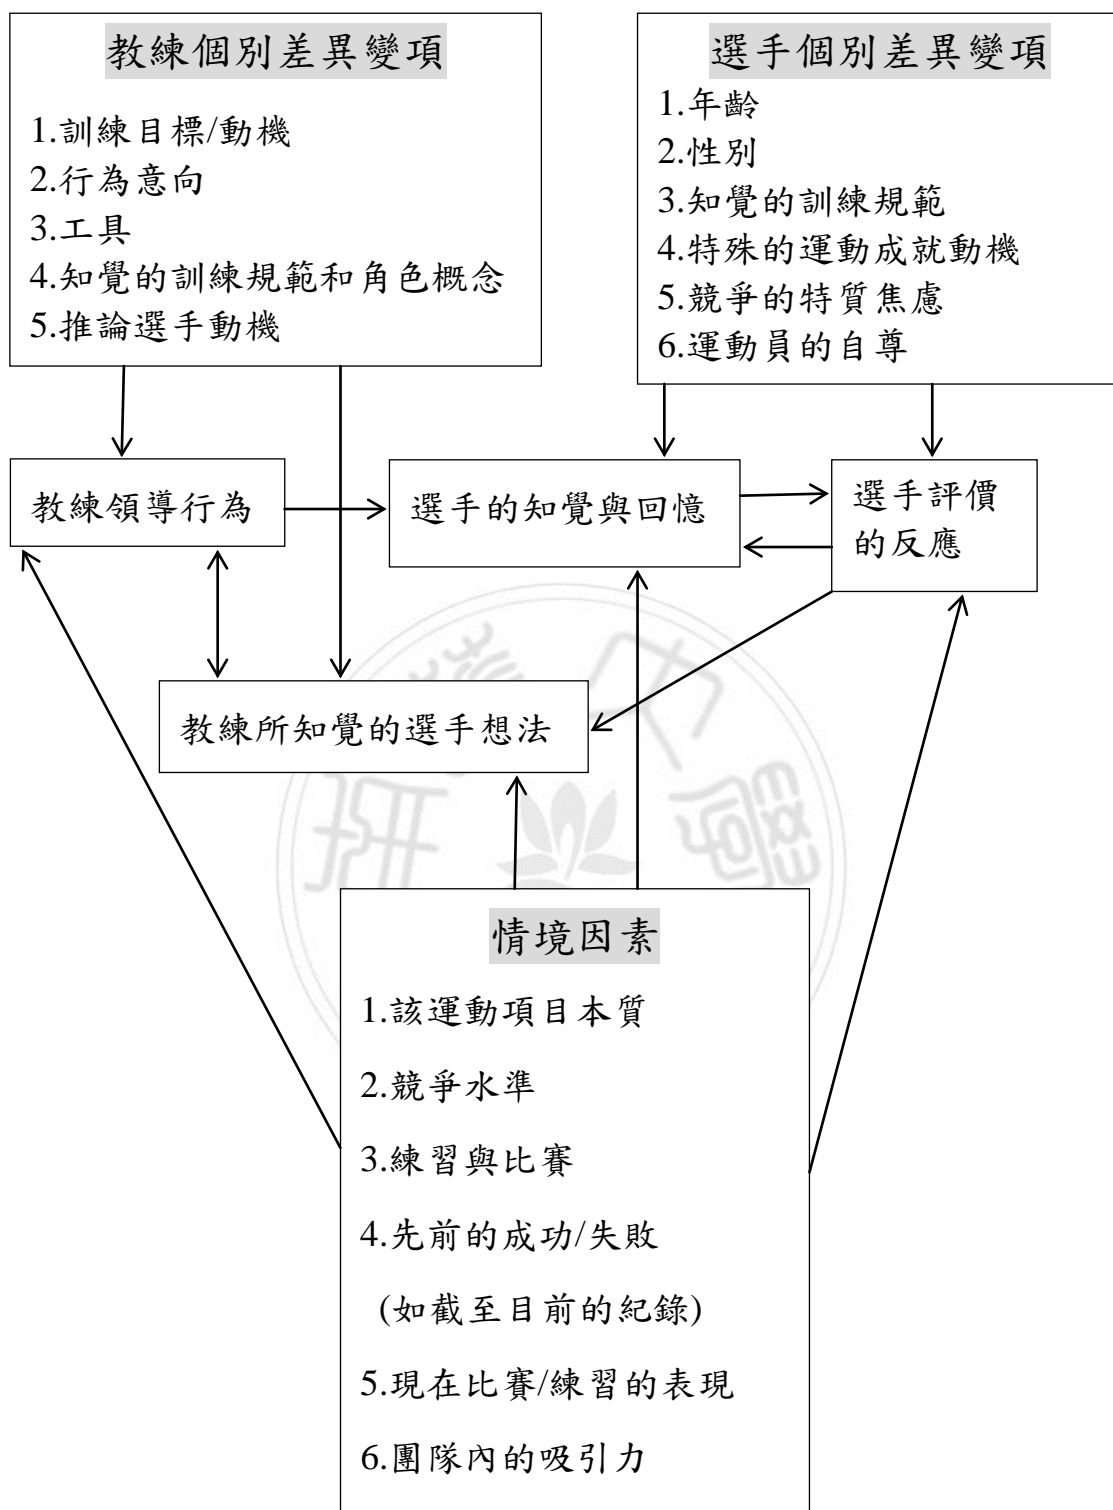 教練個別差異變項
1.訓練目標/動機
2.行為意向
3.工具
4.知覺的訓練規範和角色概念
5.推論選手動機
選手個別差異變項
1.年齡
2.性別
3.知覺的訓練規範
4.特殊的運動成就動機
5.競爭的特質焦慮
6.運動員的自尊
教練領導行為
選手的知覺與回憶
選手評價
的反應
教練所知覺的選手想法
情境因素
1.該運動項目本質
2.競爭水準
3.練習與比賽
4.先前的成功/失敗
(如截至目前的紀錄)
5.現在比賽/練習的表現
6.團隊內的吸引力